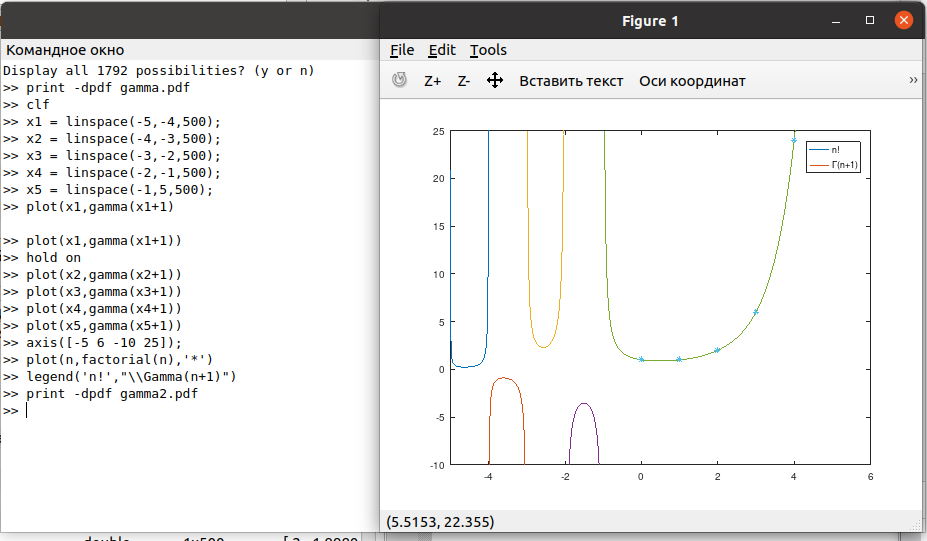 Командное окно
Display all 1792 possibilities? (y or n)
>> print -dpdf gamma.pdf
>> clf
>> x1 = linspace(-5,-4,500);
>> x2 = linspace(-4,-3,500);
>> x3 = linspace(-3,-2,500);
>> x4 = linspace(-2,-1,500);
>> x5 = linspace(-1,5,500);
>> plot(x1,gamma(x1+1)
>> plot(x1,gamma(x1+1))
>> hold on
>> plot(x2,gamma(x2+1))
>> plot(x3,gamma(x3+1))
>> plot(x4,gamma(x4+1))
>> plot(x5,gamma(x5+1))
>> axis([-5 6 -10 25]);
>> plot(n,factorial(n),'*')
>> legend('n!',"\\Gamma(n+1)")
>> print -dpdf gamma2.pdf
>>
Figure 1
File Edit Tools
Z+ Z- Вставить текст Оси координат »
25
20
15
10
5
0
-5
-10
-4 -2 0 2 4 6
n!
Γ(n+1)
(5.5153, 22.355)